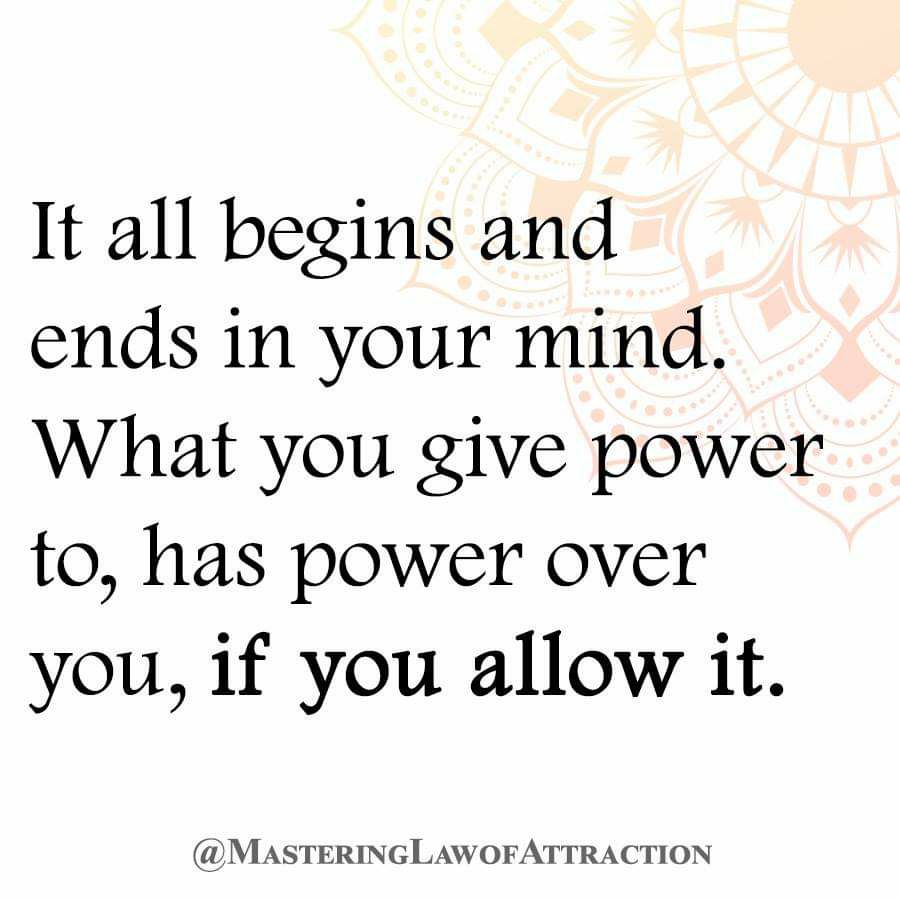 It all begins and
ends in your mind.
What you give power
to, has power over
you, if you allow it.
@MasteringLawofAttraction